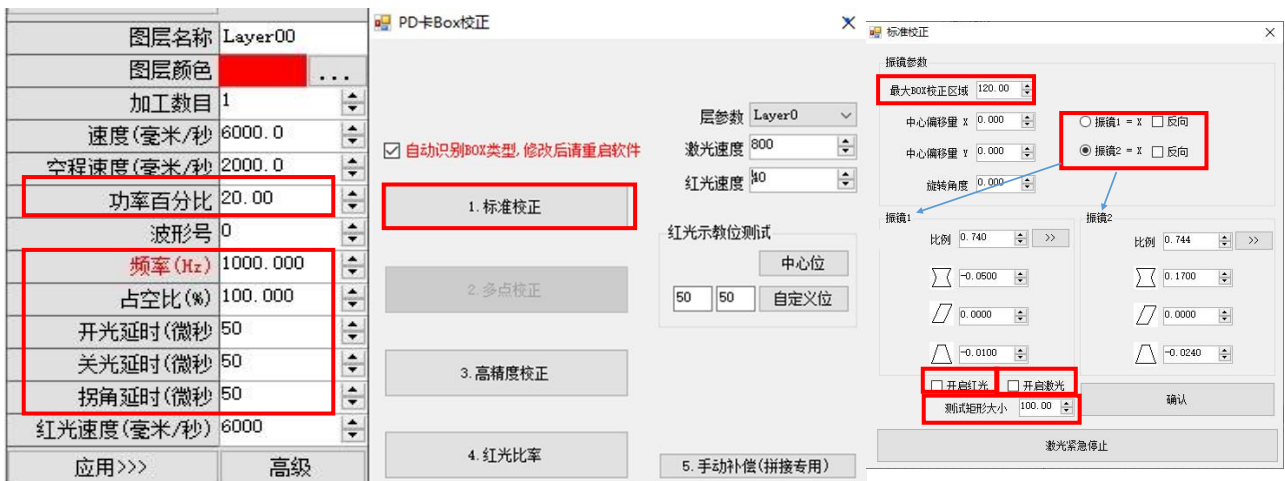 图层名称 Layer00
图层颜色 ...
加工数目 1
速度(毫米/秒 6000.0
空程速度(毫米/秒 2000.0
功率百分比 20.00
波形号 0
频率(Hz) 1000.000
占空比(%) 100.000
开光延时(微秒 50
关光延时(微秒 50
拐角延时(微秒 50
红光速度(毫米/秒) 6000
应用>>> 高级
PD卡Box校正
自动识别BOX类型,修改后请重启软件
层参数 Layer0
激光速度 800
红光速度
1.标准校正
红光示教位测试
中心位
2.多点校正
50 50 自定义位
3.高精度校正
4.红光比率
5.手动补偿(拼接专用)
标准校正
振镜参数
最大BOX校正区域 120.00
中心偏移量 X 0.000
振镜1 = X 反向
中心偏移量 Y 0.000
振镜2 = X 反向
旋转角度 0.000
振镜1
比例 0.740 >>
-0.0500
0.0000
-0.0100
振镜2
比例 0.744 >>
0.1700
0.0000
-0.0240
开启红光 开启激光
测试矩形大小 100.00
确认
激光紧急停止